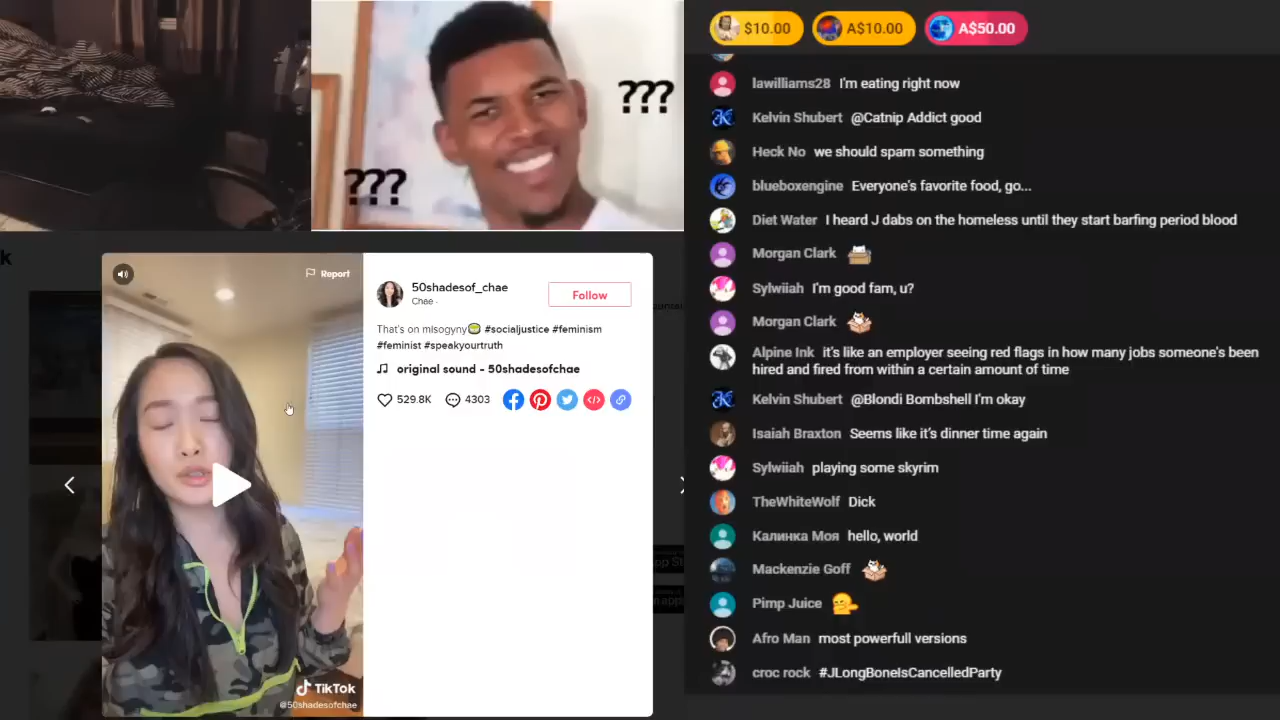 ???
???
k
Report
50shadesof_chae
Chae ·
Follow
That's on misogyny🍵 #socialjustice #feminism
#feminist #speakyourtruth
original sound - 50shadesofchae
529.8K
4303
TikTok
@50shadesofchae
$10.00
A$10.00
A$50.00
lawilliams28 I'm eating right now
Kelvin Shubert @Catnip Addict good
Heck No we should spam something
blueboxengine Everyone's favorite food, go...
Diet Water I heard J dabs on the homeless until they start barfing period blood
Morgan Clark
Sylwiiah I'm good fam, u?
Morgan Clark
Alpine Ink it's like an employer seeing red flags in how many jobs someone's been
hired and fired from within a certain amount of time
Kelvin Shubert @Blondi Bombshell I'm okay
Isaiah Braxton Seems like it's dinner time again
Sylwiiah playing some skyrim
TheWhiteWolf Dick
Калинка Моя hello, world
Mackenzie Goff
Pimp Juice
Afro Man most powerfull versions
croc rock #JLongBoneIsCancelledParty